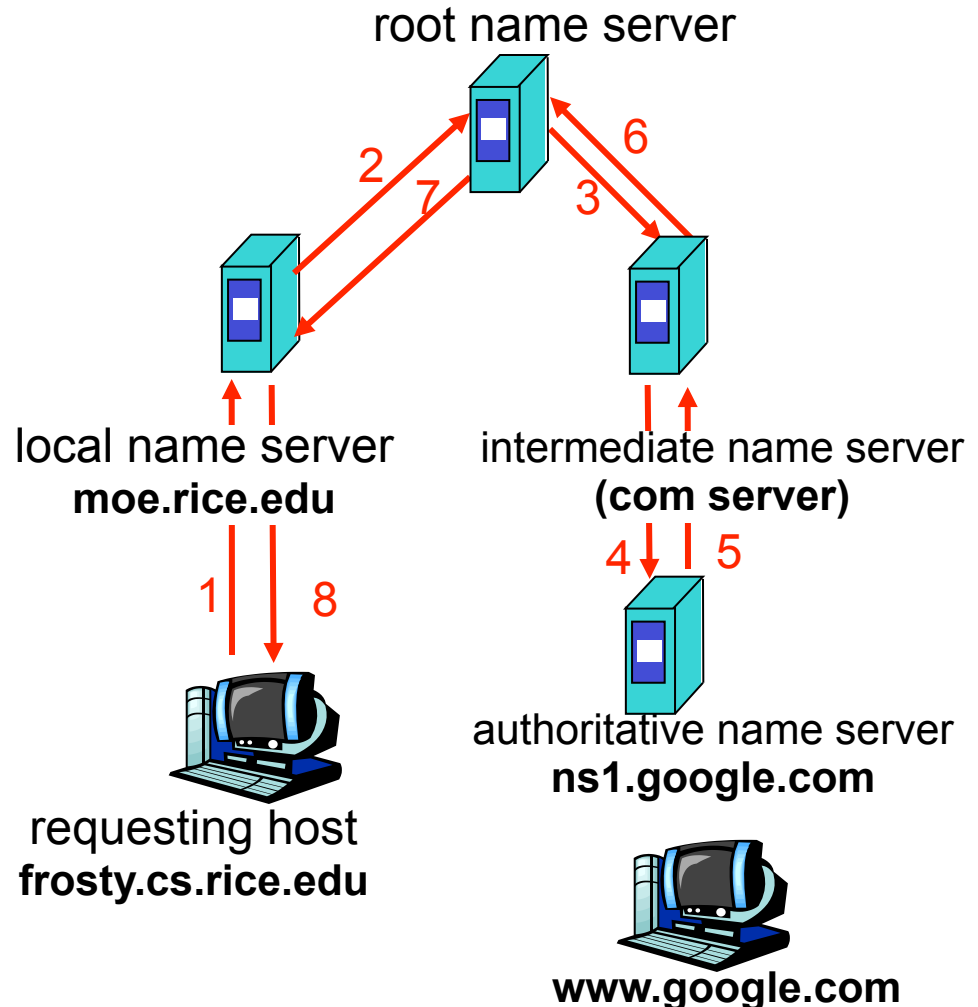 root name server
2
7
6
3
local name server
moe.rice.edu
intermediate name server
(com server)
1
8
4
5
authoritative name server
ns1.google.com
requesting host
frosty.cs.rice.edu
www.google.com